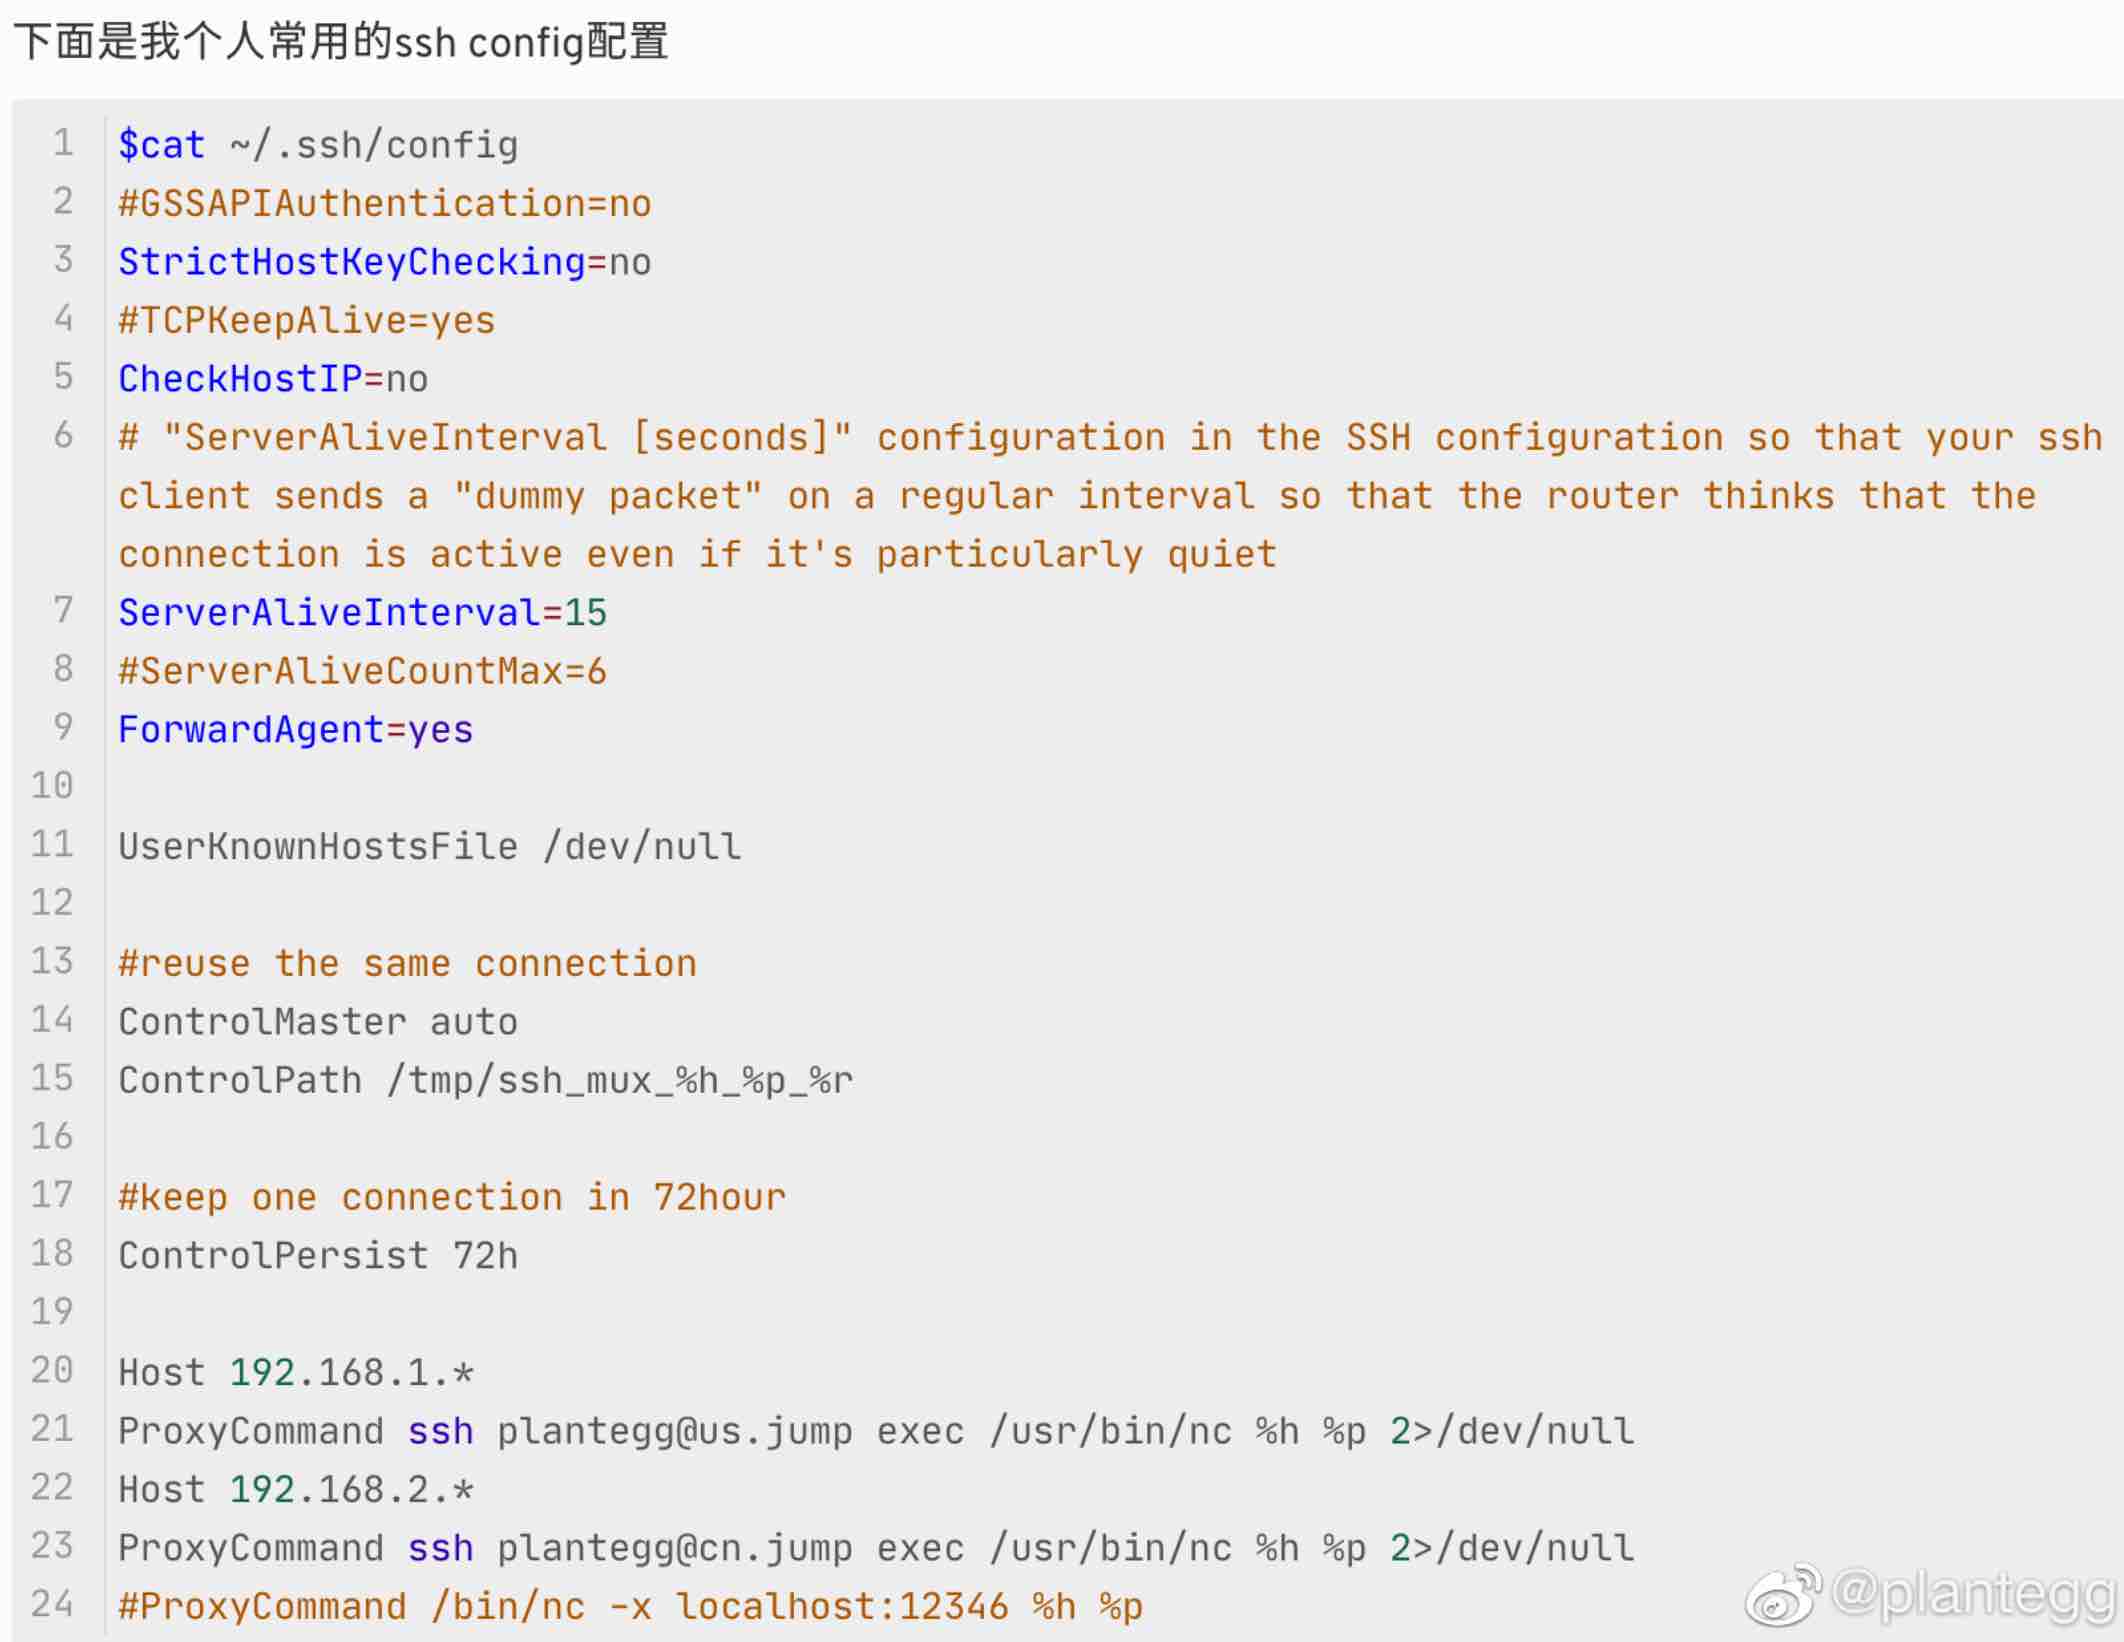 下面是我个人常用的ssh config配置
1 $cat ~/.ssh/config
2 #GSSAPIAuthentication=no
3 StrictHostKeyChecking=no
4 #TCPKeepAlive=yes
5 CheckHostIP=no
6 # "ServerAliveInterval [seconds]" configuration in the SSH configuration so that your ssh
client sends a "dummy packet" on a regular interval so that the router thinks that the
connection is active even if it's particularly quiet
7 ServerAliveInterval=15
8 #ServerAliveCountMax=6
9 ForwardAgent=yes
10
11 UserKnownHostsFile /dev/null
12
13 #reuse the same connection
14 ControlMaster auto
15 ControlPath /tmp/ssh_mux_%h_%p_%r
16
17 #keep one connection in 72hour
18 ControlPersist 72h
19
20 Host 192.168.1.*
21 ProxyCommand ssh plantegg@us.jump exec /usr/bin/nc %h %p 2>/dev/null
22 Host 192.168.2.*
23 ProxyCommand ssh plantegg@cn.jump exec /usr/bin/nc %h %p 2>/dev/null
24 #ProxyCommand /bin/nc -x localhost:12346 %h %p
@plantegg